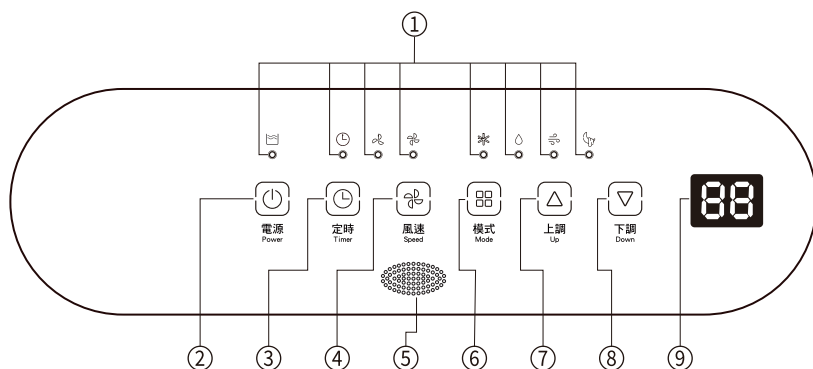 ①
88
電源 定時 風速 模式 上調 下調
Power Timer Speed Mode Up Down
② ③ ④ ⑤ ⑥ ⑦ ⑧ ⑨